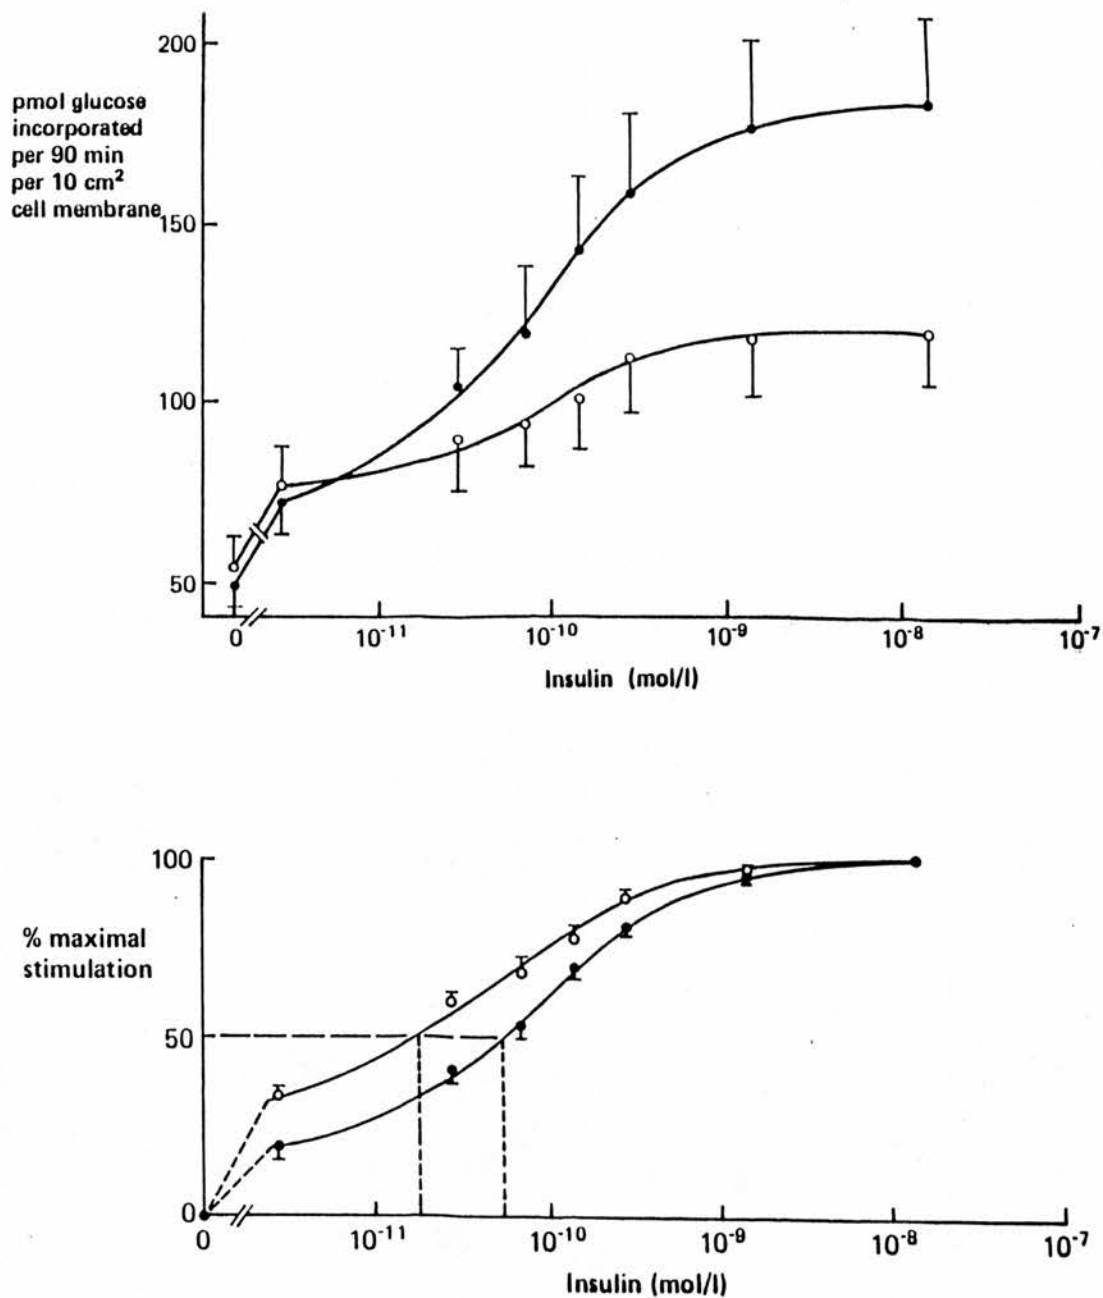 200
pmol glucose
incorporated
per 90 min
per 10 cm²
cell membrane
150
100
50
0
10⁻¹¹
10⁻¹⁰
10⁻⁹
10⁻⁸
10⁻⁷
Insulin (mol/l)
100
% maximal
stimulation
50
0
0
10⁻¹¹
10⁻¹⁰
10⁻⁹
10⁻⁸
10⁻⁷
Insulin (mol/l)